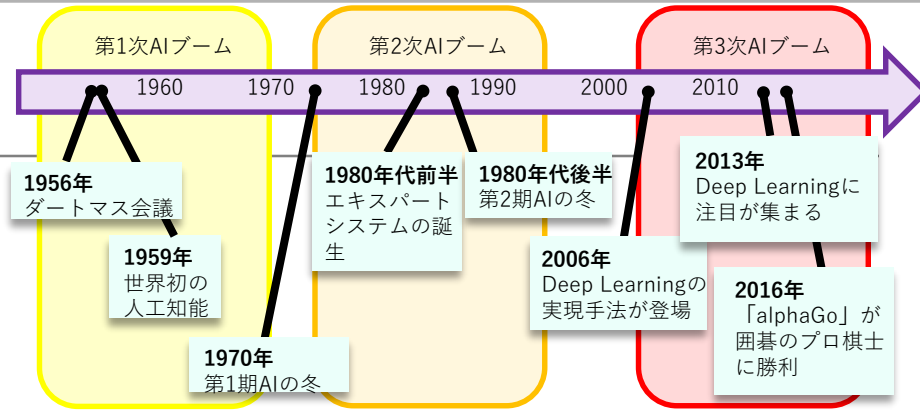 第1次AIブーム
第2次AIブーム
第3次AIブーム
1960
1970
1980
1990
2000
2010
1956年
ダートマス会議
1959年
世界初の
人工知能
1970年
第1期AIの冬
1980年代前半
エキスパート
システムの誕
生
1980年代後半
第2期AIの冬
2006年
Deep Learningの
実現手法が登場
2013年
Deep Learningに
注目が集まる
2016年
「alphaGo」が
囲碁のプロ棋士
に勝利